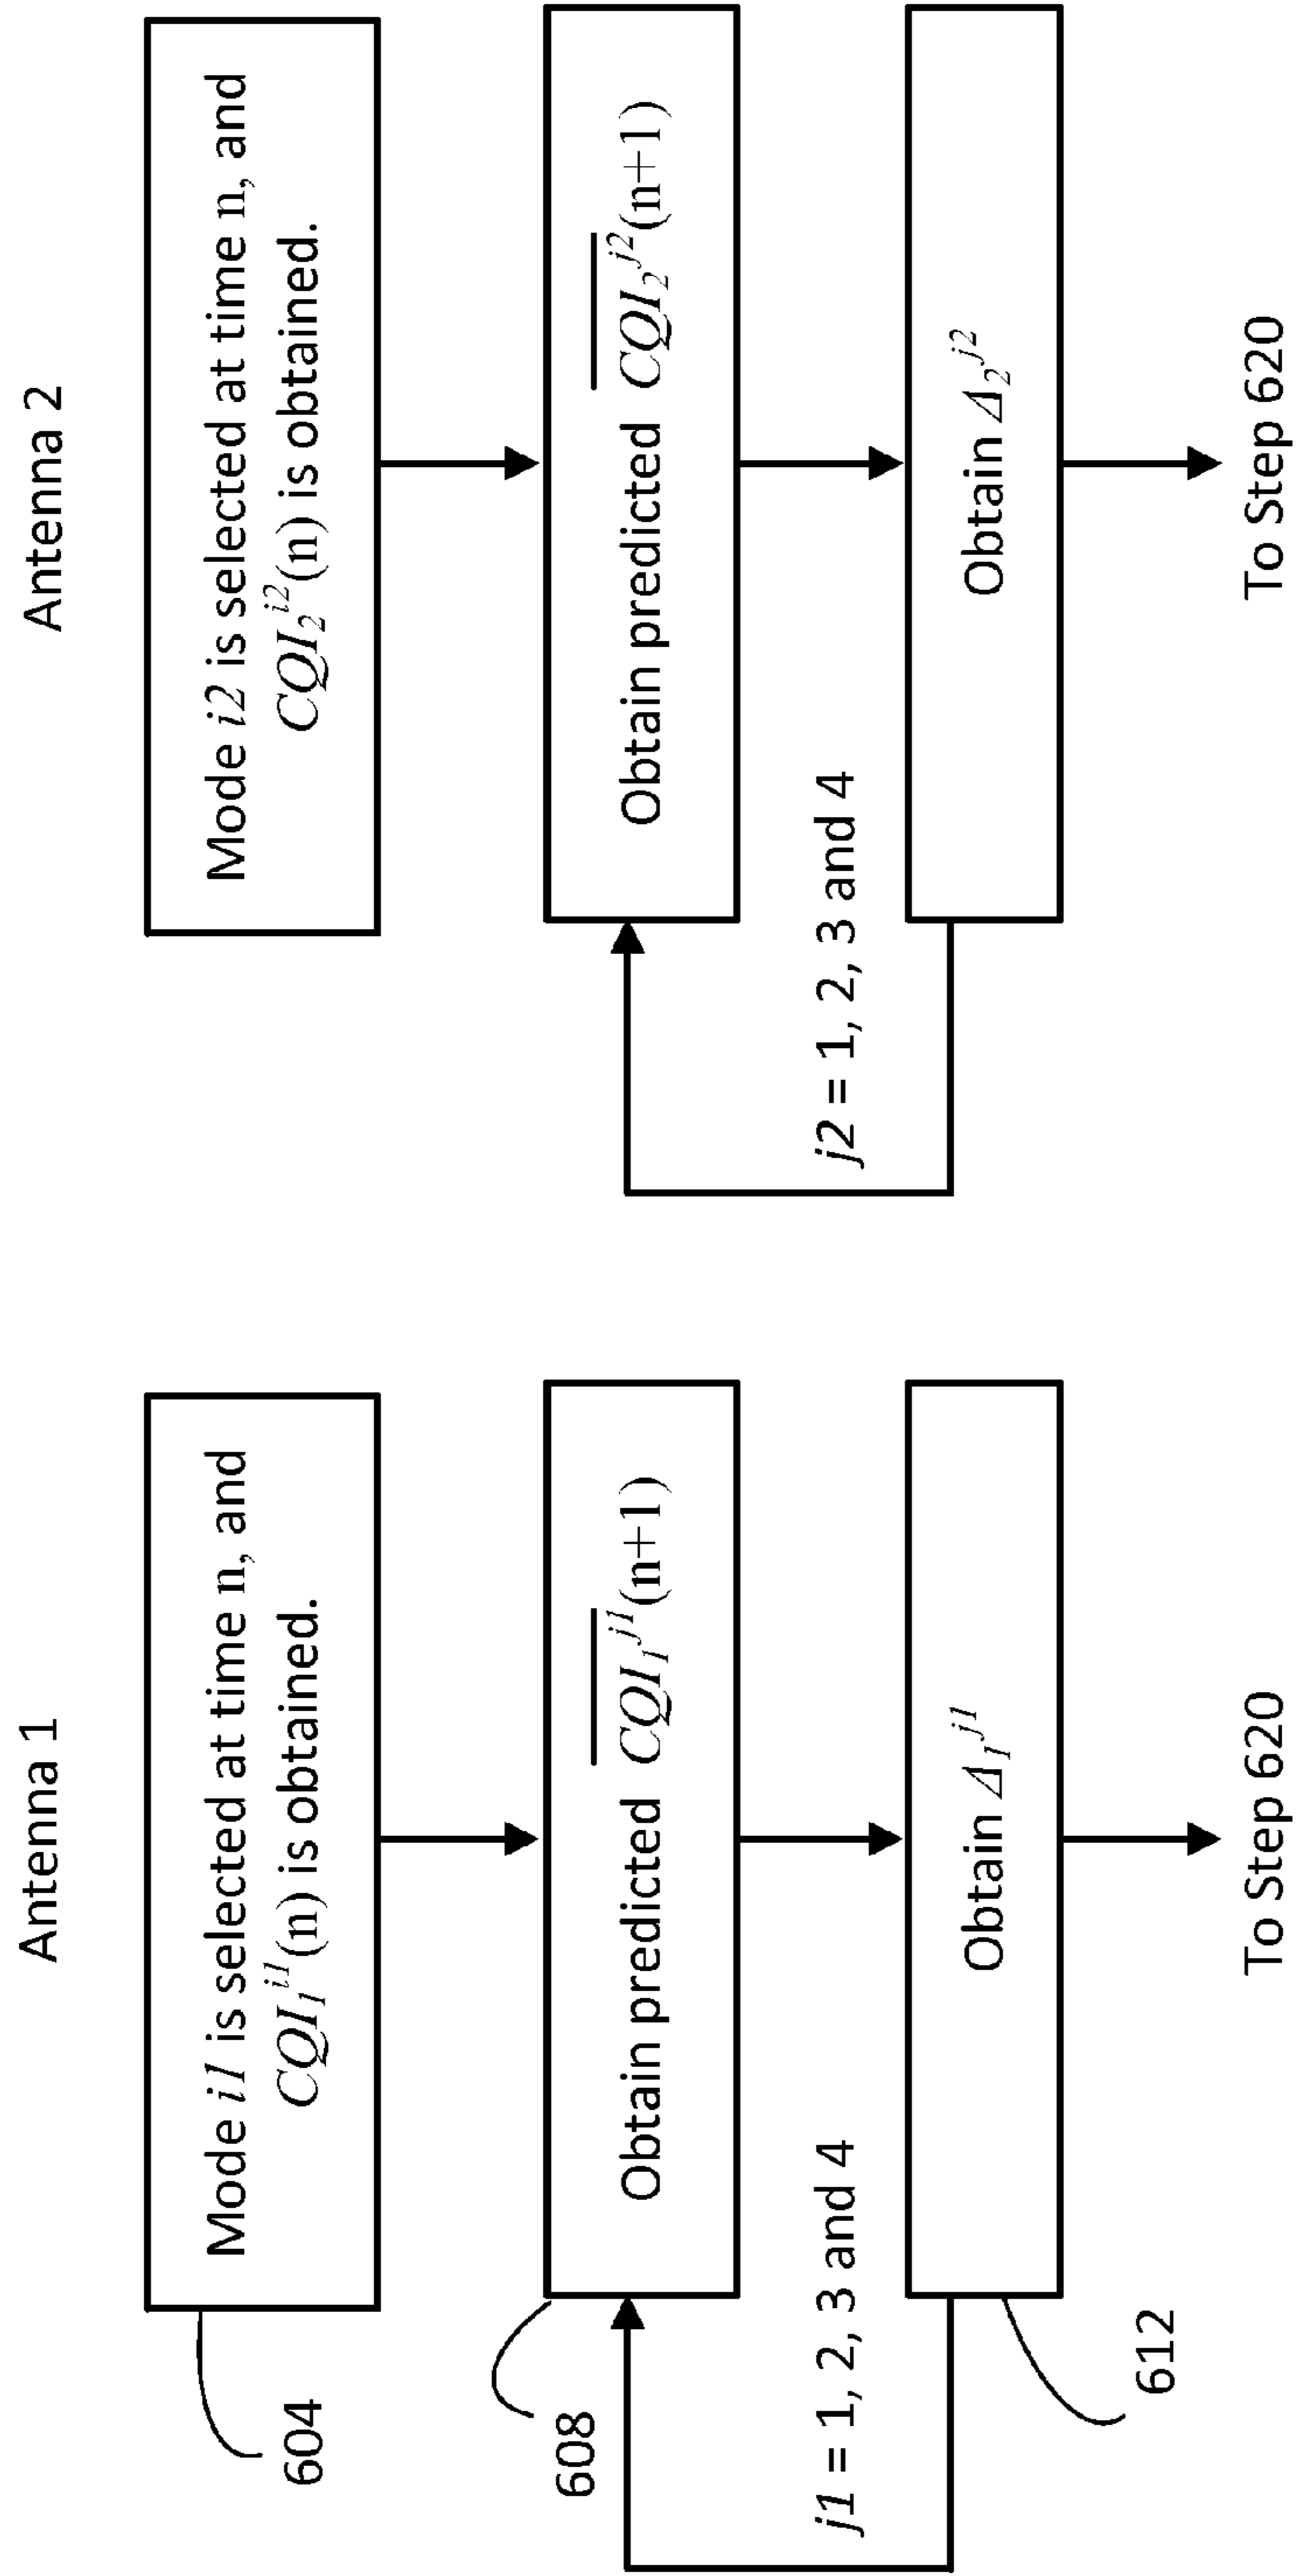 Antenna 1
Mode i1 is selected at time n, and
CQI₁ⁱ¹(n) is obtained.
604
Obtain predicted C̅Q̅I̅₁ʲ¹(n+1)
608
j1 = 1, 2, 3 and 4
Obtain Δ₁ʲ¹
612
To Step 620
Antenna 2
Mode i2 is selected at time n, and
CQI₂ⁱ²(n) is obtained.
Obtain predicted C̅Q̅I̅₂ʲ²(n+1)
j2 = 1, 2, 3 and 4
Obtain Δ₂ʲ²
To Step 620